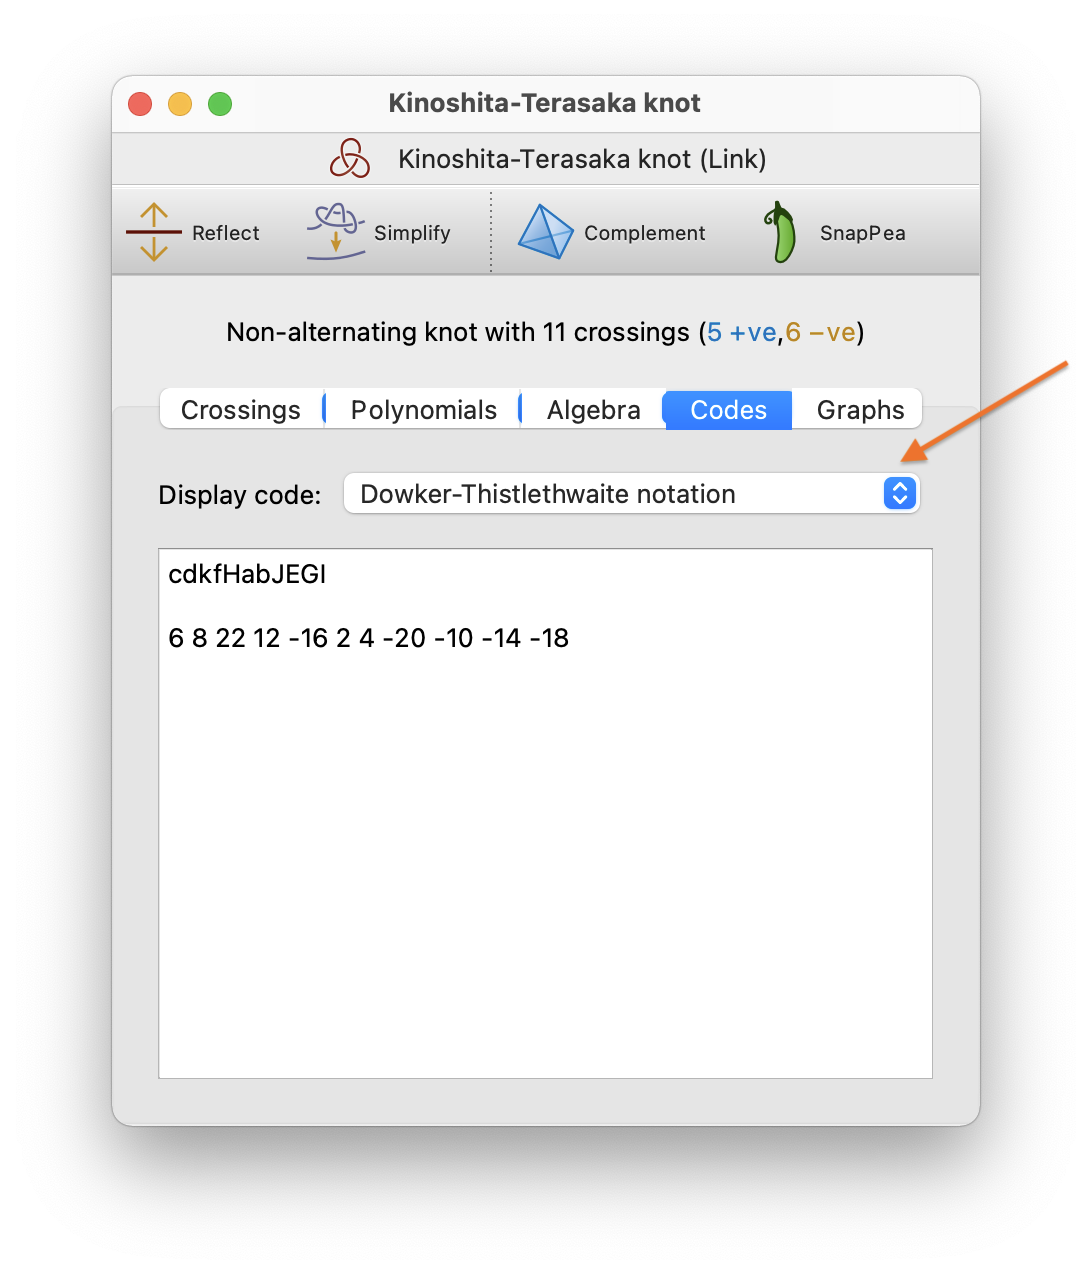 Kinoshita-Terasaka knot
Kinoshita-Terasaka knot (Link)
Reflect Simplify Complement SnapPea
Non-alternating knot with 11 crossings (5 +ve,6 −ve)
Crossings Polynomials Algebra Codes Graphs
Display code: Dowker-Thistlethwaite notation
cdkfHabJEGI
6 8 22 12 -16 2 4 -20 -10 -14 -18